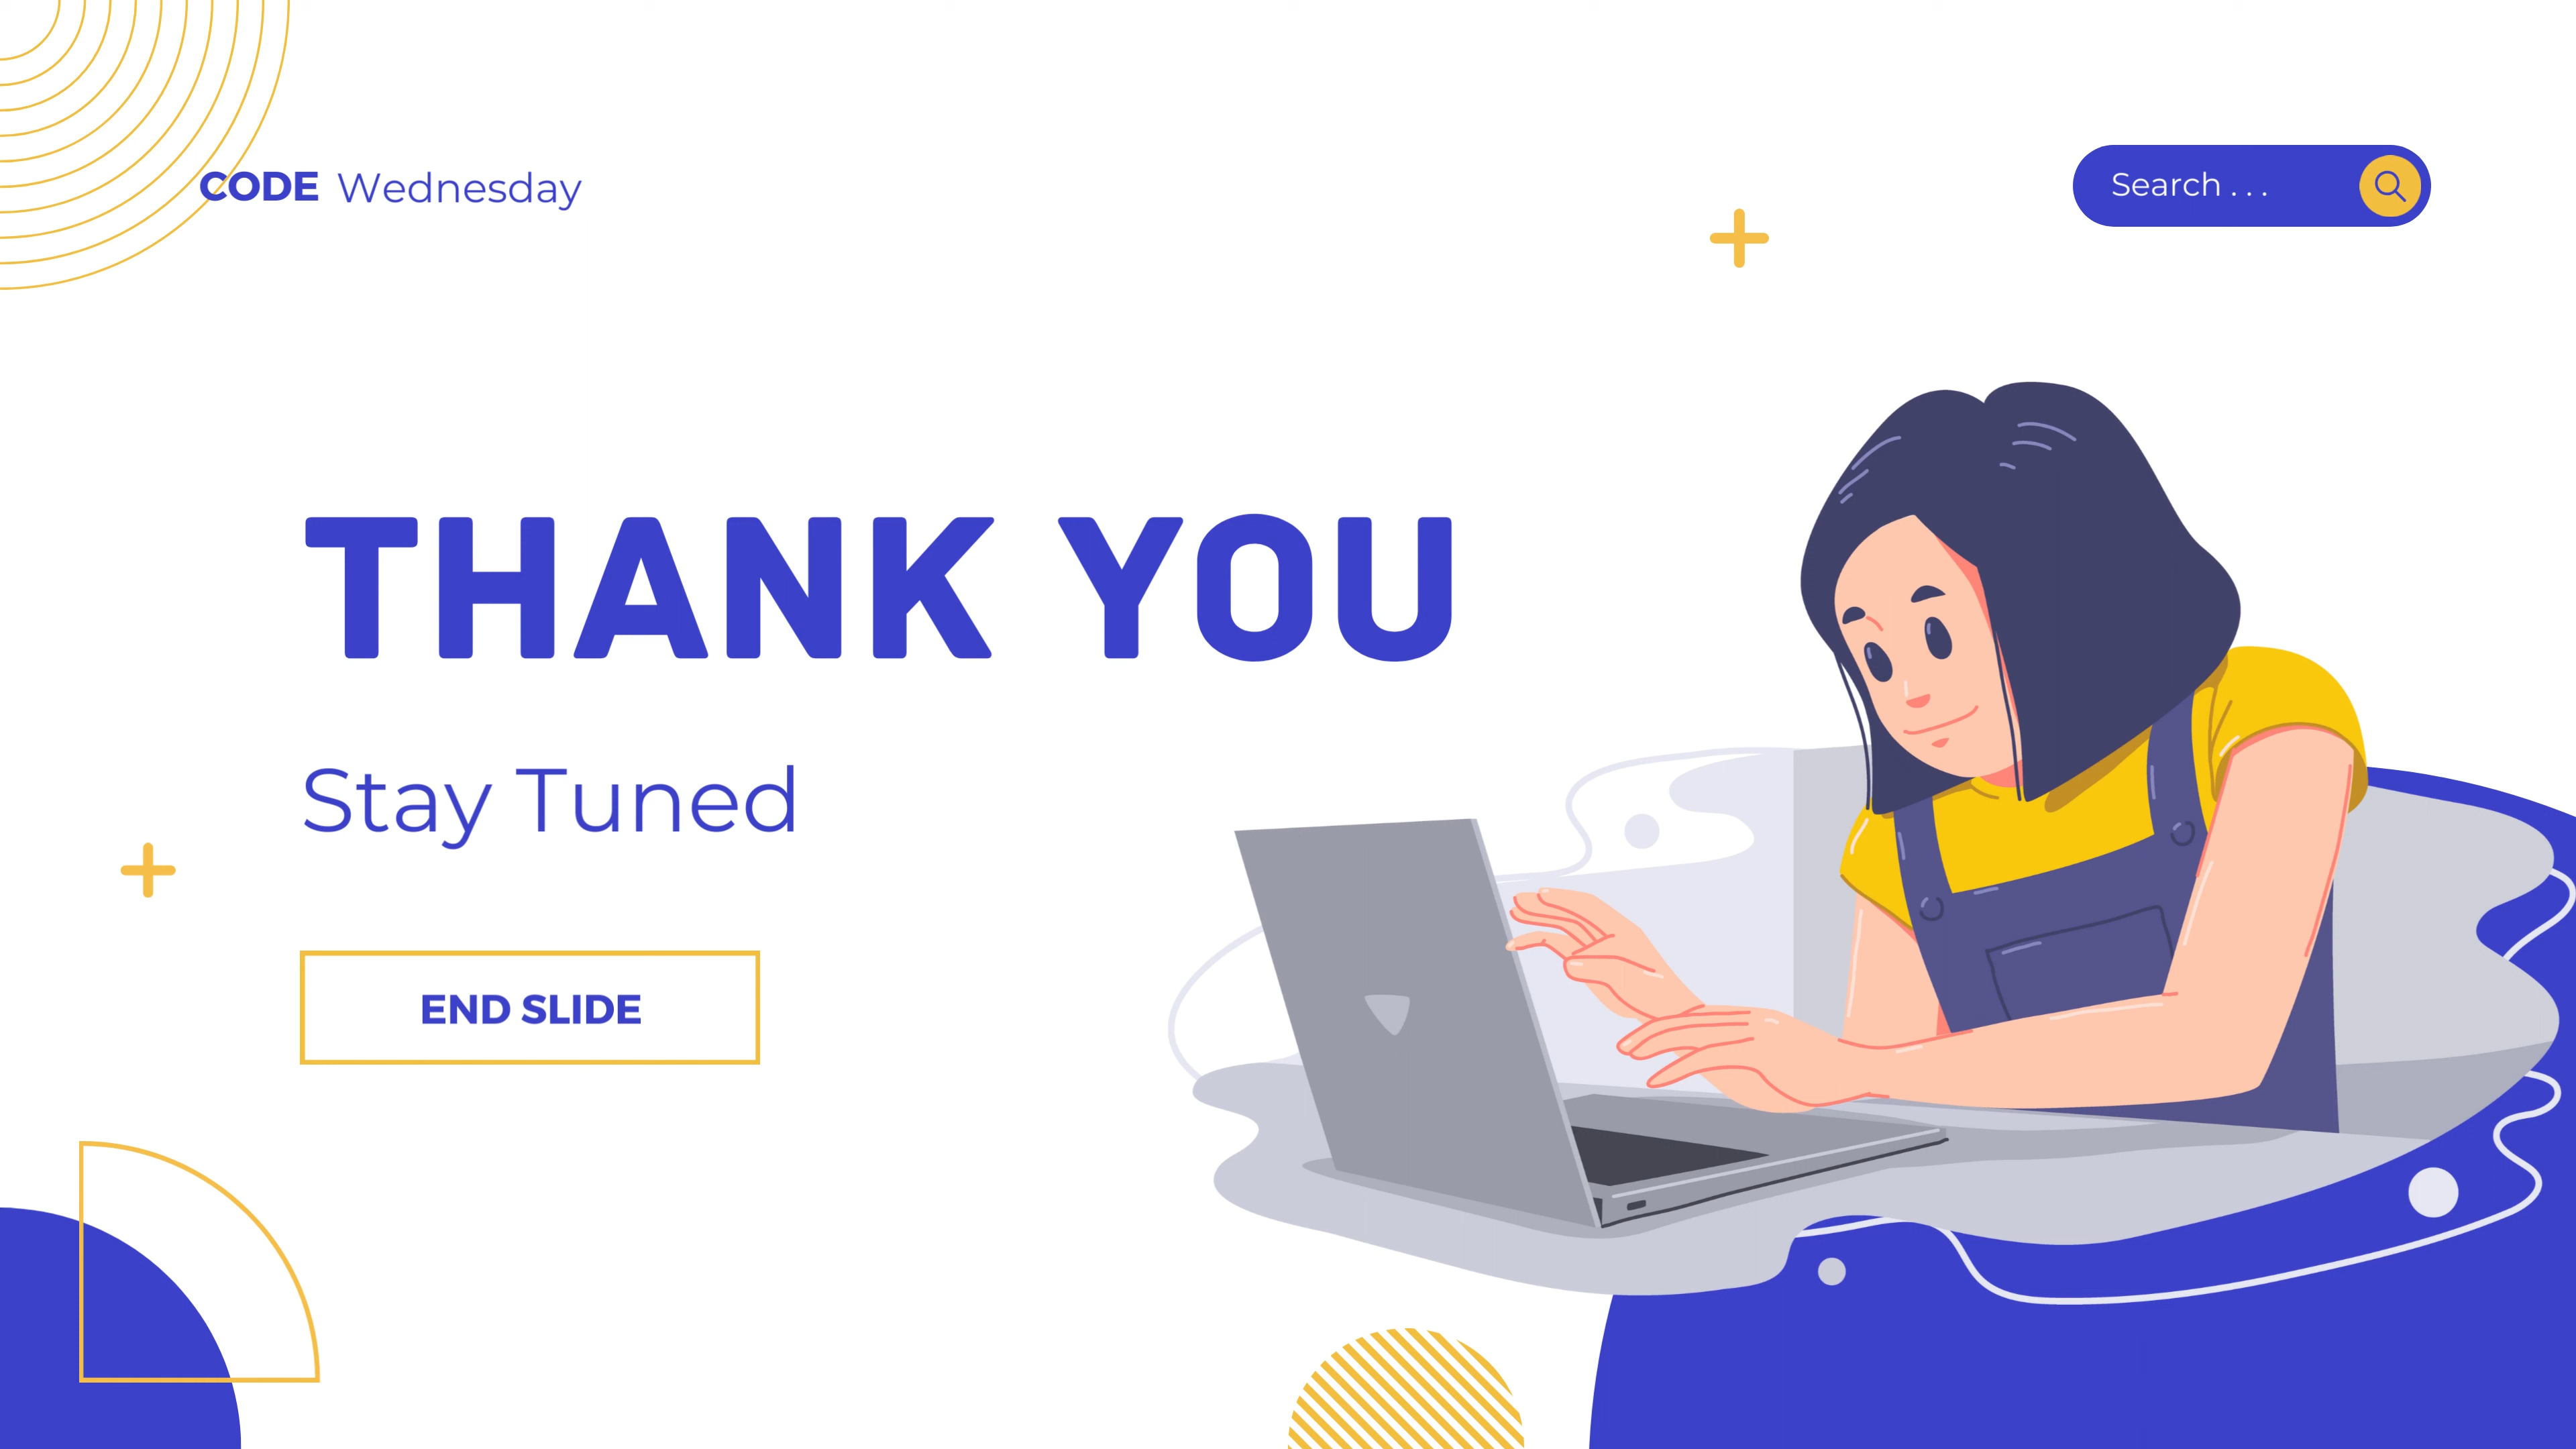 CODE Wednesday
Search . . .
THANK YOU
Stay Tuned
END SLIDE